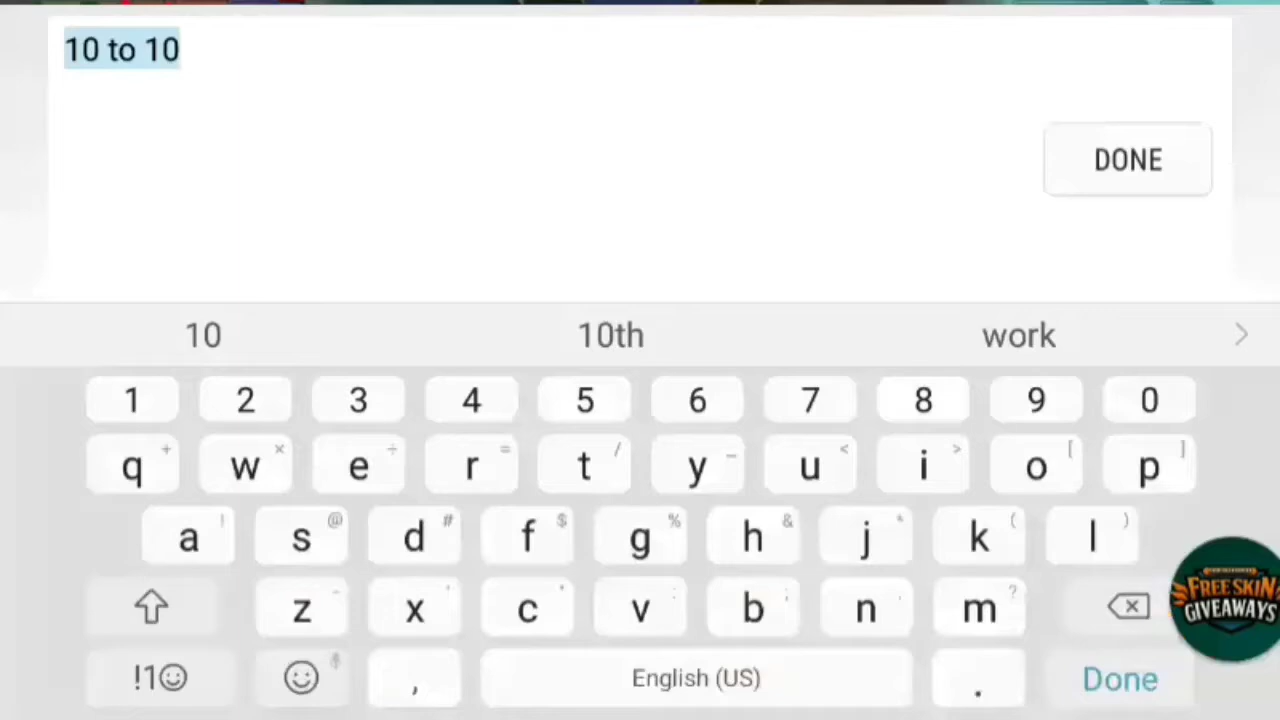 10 to 10
DONE
10 10th work
1 2 3 4 5 6 7 8 9 0
q + w × e ÷ r = t / y _ u < i > o [ p ]
a ! s @ d # f $ g % h & j * k ( l )
z x c v : b ; n m ?
!1☺ , English (US) . Done
FREE SKIN
GIVEAWAYS